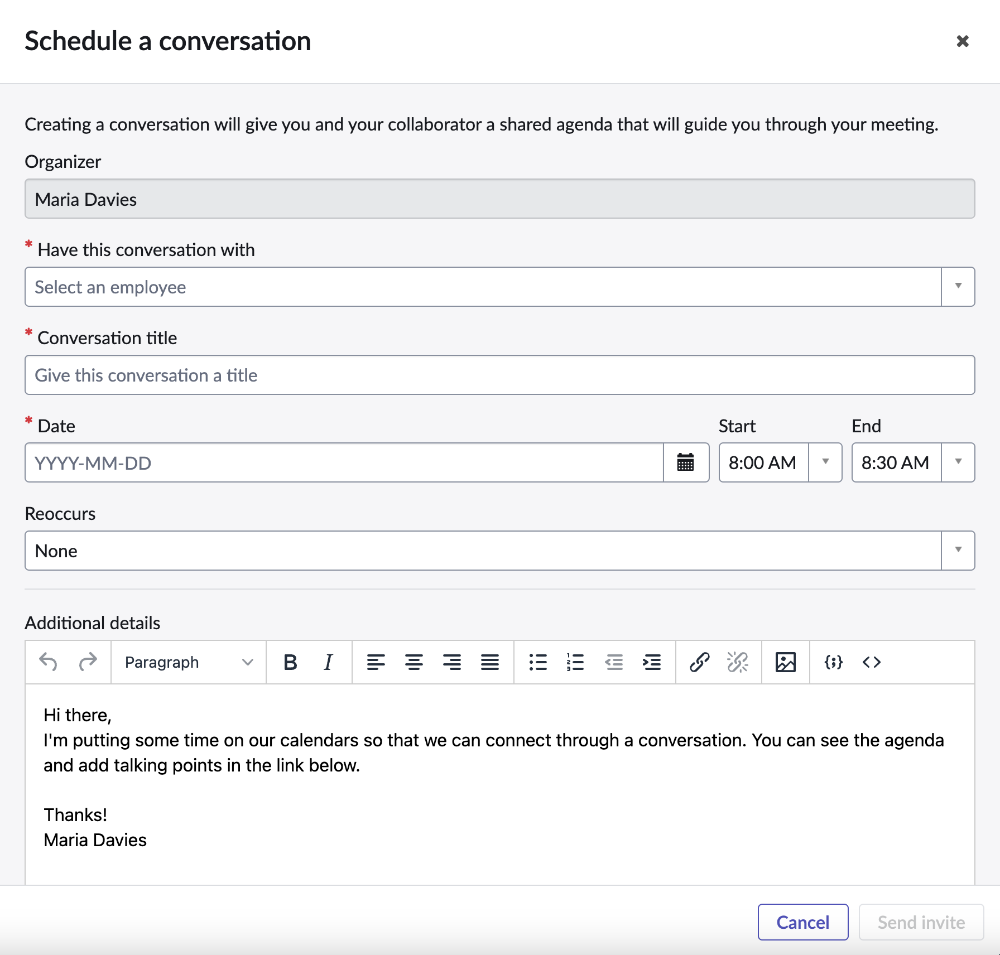 Schedule a conversation
Creating a conversation will give you and your collaborator a shared agenda that will guide you through your meeting.
Organizer
Maria Davies
* Have this conversation with
Select an employee
* Conversation title
Give this conversation a title
* Date Start End
YYYY-MM-DD 8:00 AM 8:30 AM
Reoccurs
None
Additional details
Paragraph B I
Hi there,
I'm putting some time on our calendars so that we can connect through a conversation. You can see the agenda
and add talking points in the link below.
Thanks!
Maria Davies
Cancel Send invite